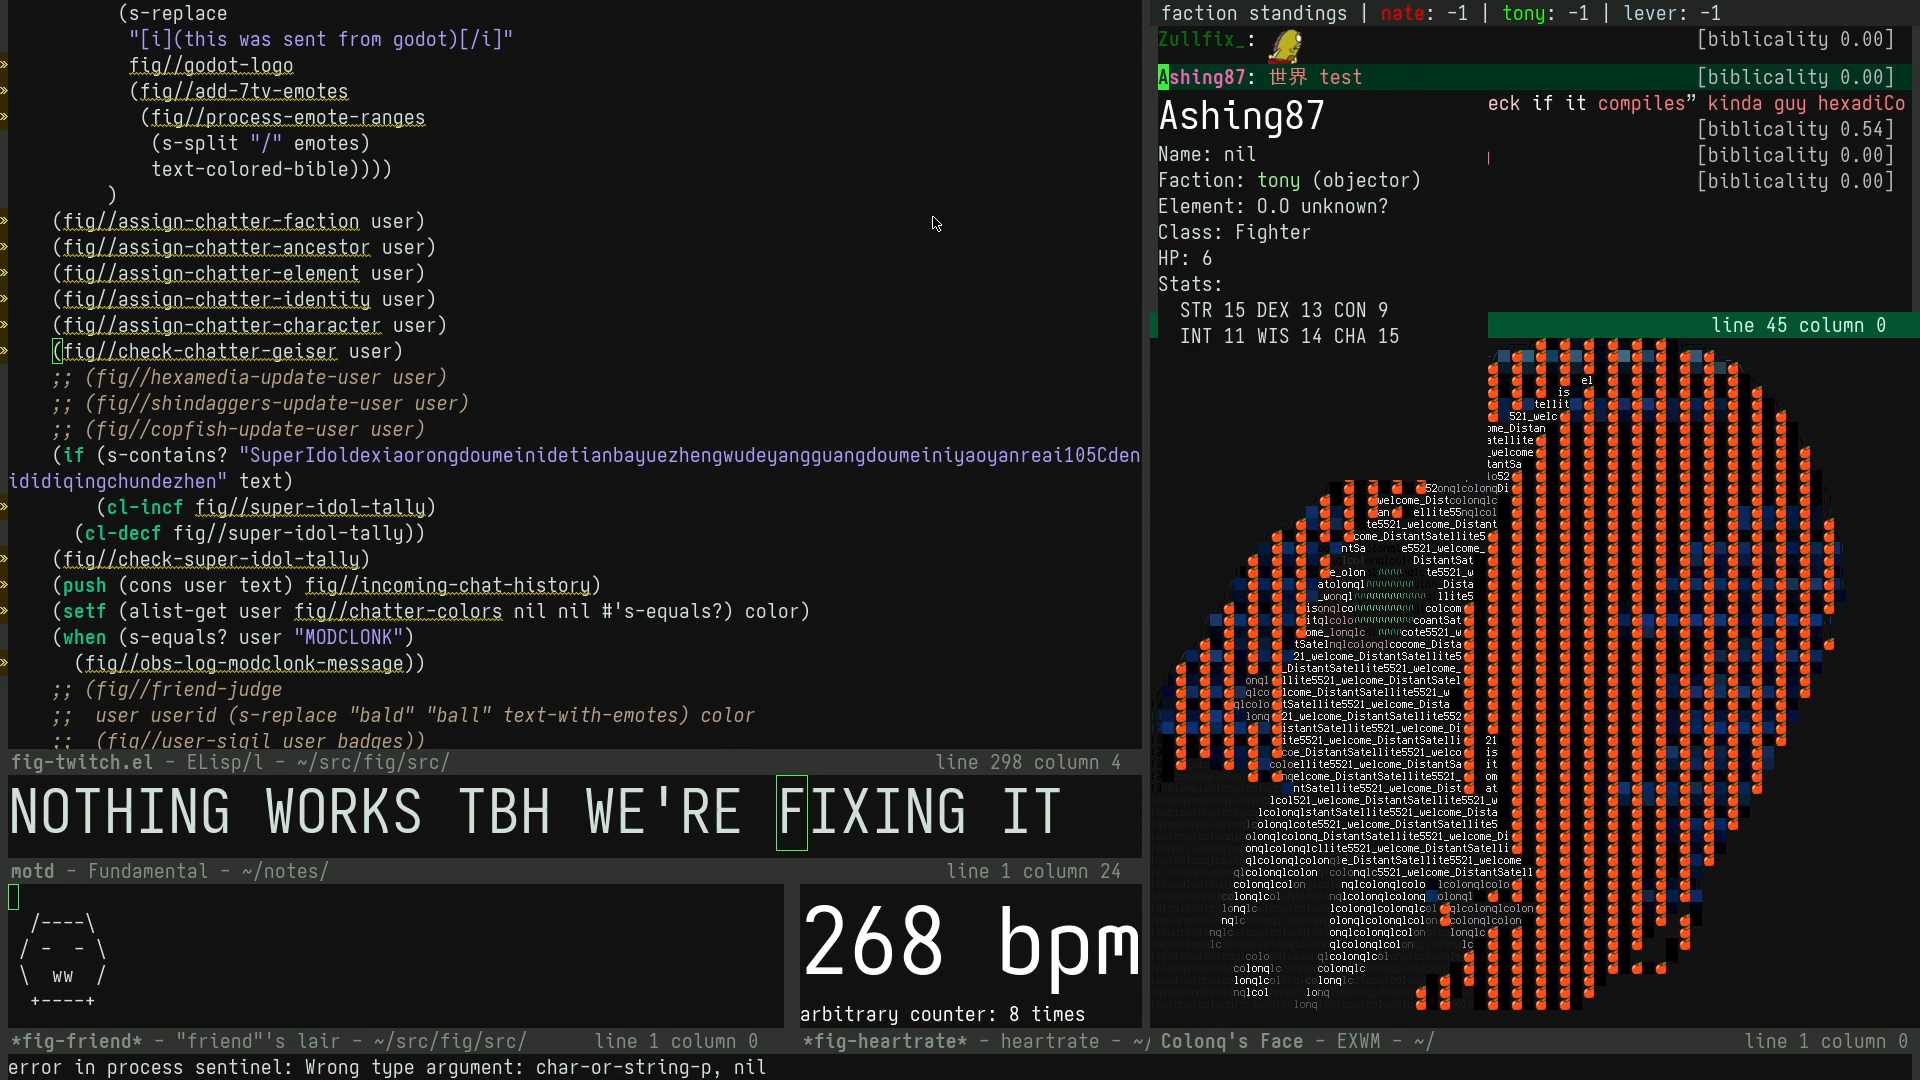 (s-replace
"[i](this was sent from godot)[/i]"
fig//godot-logo
(fig//add-7tv-emotes
(fig//process-emote-ranges
(s-split "/" emotes)
text-colored-bible))))
)
(fig//assign-chatter-faction user)
(fig//assign-chatter-ancestor user)
(fig//assign-chatter-element user)
(fig//assign-chatter-identity user)
(fig//assign-chatter-character user)
(fig//check-chatter-geiser user)
;; (fig//hexamedia-update-user user)
;; (fig//shindaggers-update-user user)
;; (fig//copfish-update-user user)
(if (s-contains? "SuperIdoldexiaorongdoumeinidetianbayuezhengwudeyangguangdoumeiniyaoyanreai105Cden
ididiqingchundezhen" text)
(cl-incf fig//super-idol-tally)
(cl-decf fig//super-idol-tally))
(fig//check-super-idol-tally)
(push (cons user text) fig//incoming-chat-history)
(setf (alist-get user fig//chatter-colors nil nil #'s-equals?) color)
(when (s-equals? user "MODCLONK")
(fig//obs-log-modclonk-message))
;; (fig//friend-judge
;;  user userid (s-replace "bald" "ball" text-with-emotes) color
;;  (fig//user-sigil user badges))
fig-twitch.el - ELisp/l - ~/src/fig/src/ line 298 column 4
NOTHING WORKS TBH WE'RE FIXING IT
motd - Fundamental - ~/notes/ line 1 column 24
/----\
/ -  - \
\  ww  /
+----+
*fig-friend* - "friend"'s lair - ~/src/fig/src/ line 1 column 0
268 bpm
arbitrary counter: 8 times
*fig-heartrate* - heartrate - ~/
faction standings | nate: -1 | tony: -1 | lever: -1
Zullfix_: [biblicality 0.00]
Ashing87: 世界 test [biblicality 0.00]
eck if it compiles” kinda guy hexadiCo
[biblicality 0.54]
[biblicality 0.00]
[biblicality 0.00]
Ashing87
Name: nil
Faction: tony (objector)
Element: O.O unknown?
Class: Fighter
HP: 6
Stats:
STR 15 DEX 13 CON 9
INT 11 WIS 14 CHA 15
line 45 column 0
Colonq's Face - EXWM - ~/ line 1 column 0
error in process sentinel: Wrong type argument: char-or-string-p, nil